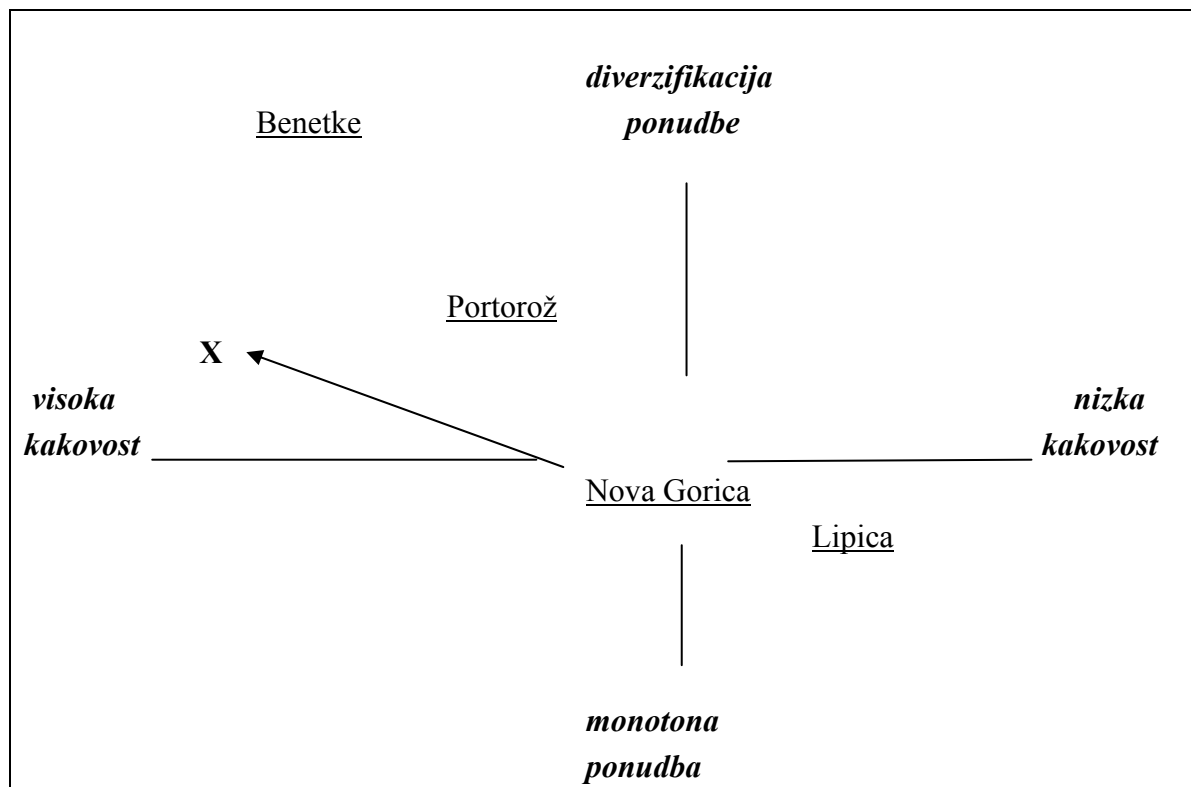 diverzifikacija
ponudbe
Benetke
Portorož
X
visoka
kakovost
nizka
kakovost
Nova Gorica
Lipica
monotona
ponudba